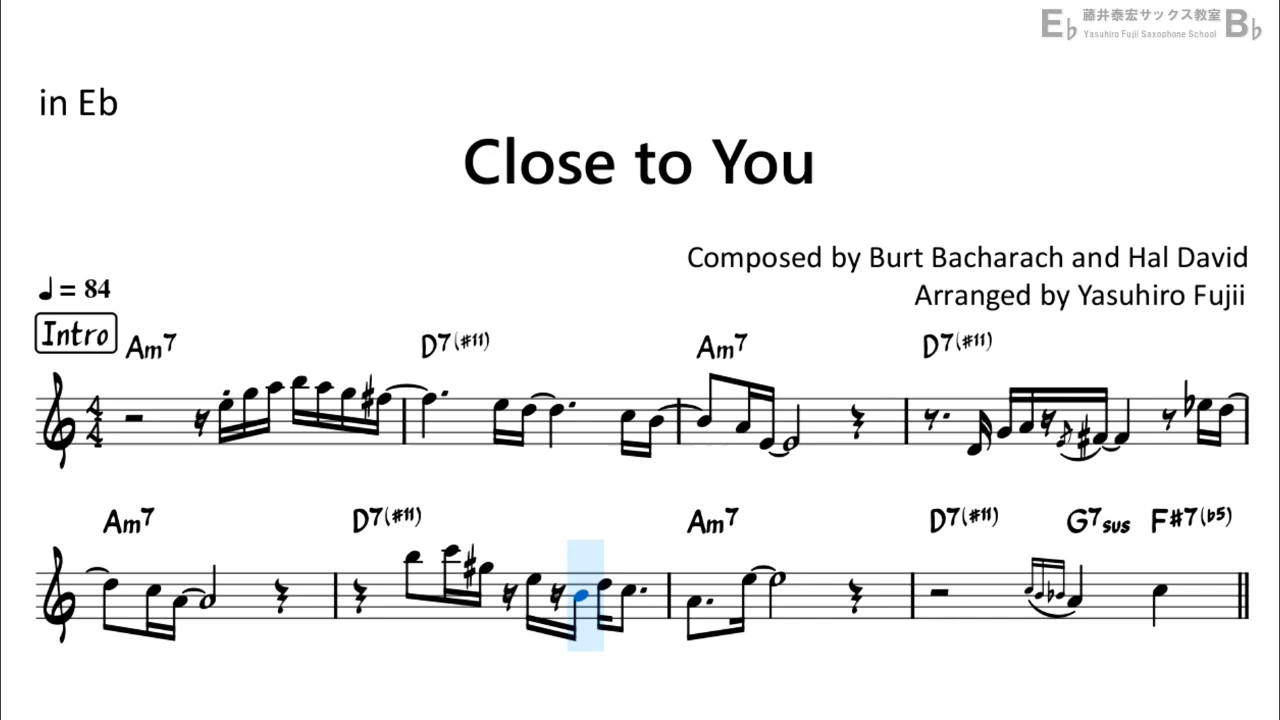 E♭ 藤井泰宏サックス教室 B♭
Yasuhiro Fujii Saxophone School
in Eb
Close to You
Composed by Burt Bacharach and Hal David
♩= 84
Arranged by Yasuhiro Fujii
Intro
Am7 D7(#11) Am7 D7(#11)
4
4
Am7 D7(#11) Am7 D7(#11) G7sus F#7(b5)